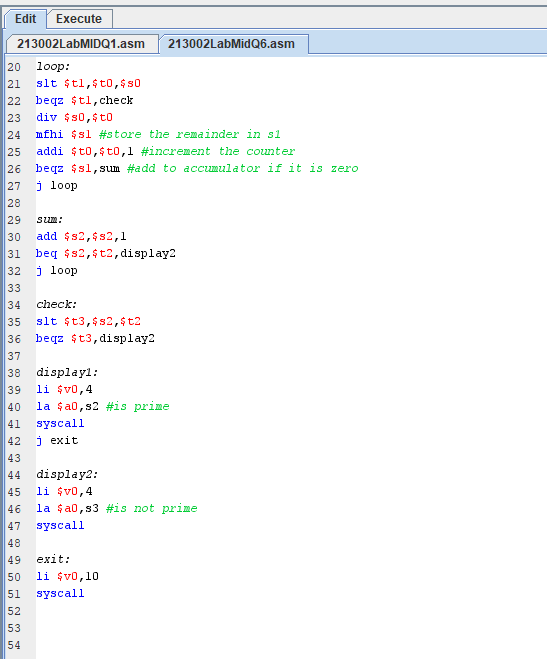 Edit Execute
213002LabMIDQ1.asm 213002LabMidQ6.asm
20 loop:
21 slt $t1,$t0,$s0
22 beqz $t1,check
23 div $s0,$t0
24 mfhi $s1 #store the remainder in s1
25 addi $t0,$t0,1 #increment the counter
26 beqz $s1,sum #add to accumulator if it is zero
27 j loop
28
29 sum:
30 add $s2,$s2,1
31 beq $s2,$t2,display2
32 j loop
33
34 check:
35 slt $t3,$s2,$t2
36 beqz $t3,display2
37
38 display1:
39 li $v0,4
40 la $a0,s2 #is prime
41 syscall
42 j exit
43
44 display2:
45 li $v0,4
46 la $a0,s3 #is not prime
47 syscall
48
49 exit:
50 li $v0,10
51 syscall
52
53
54